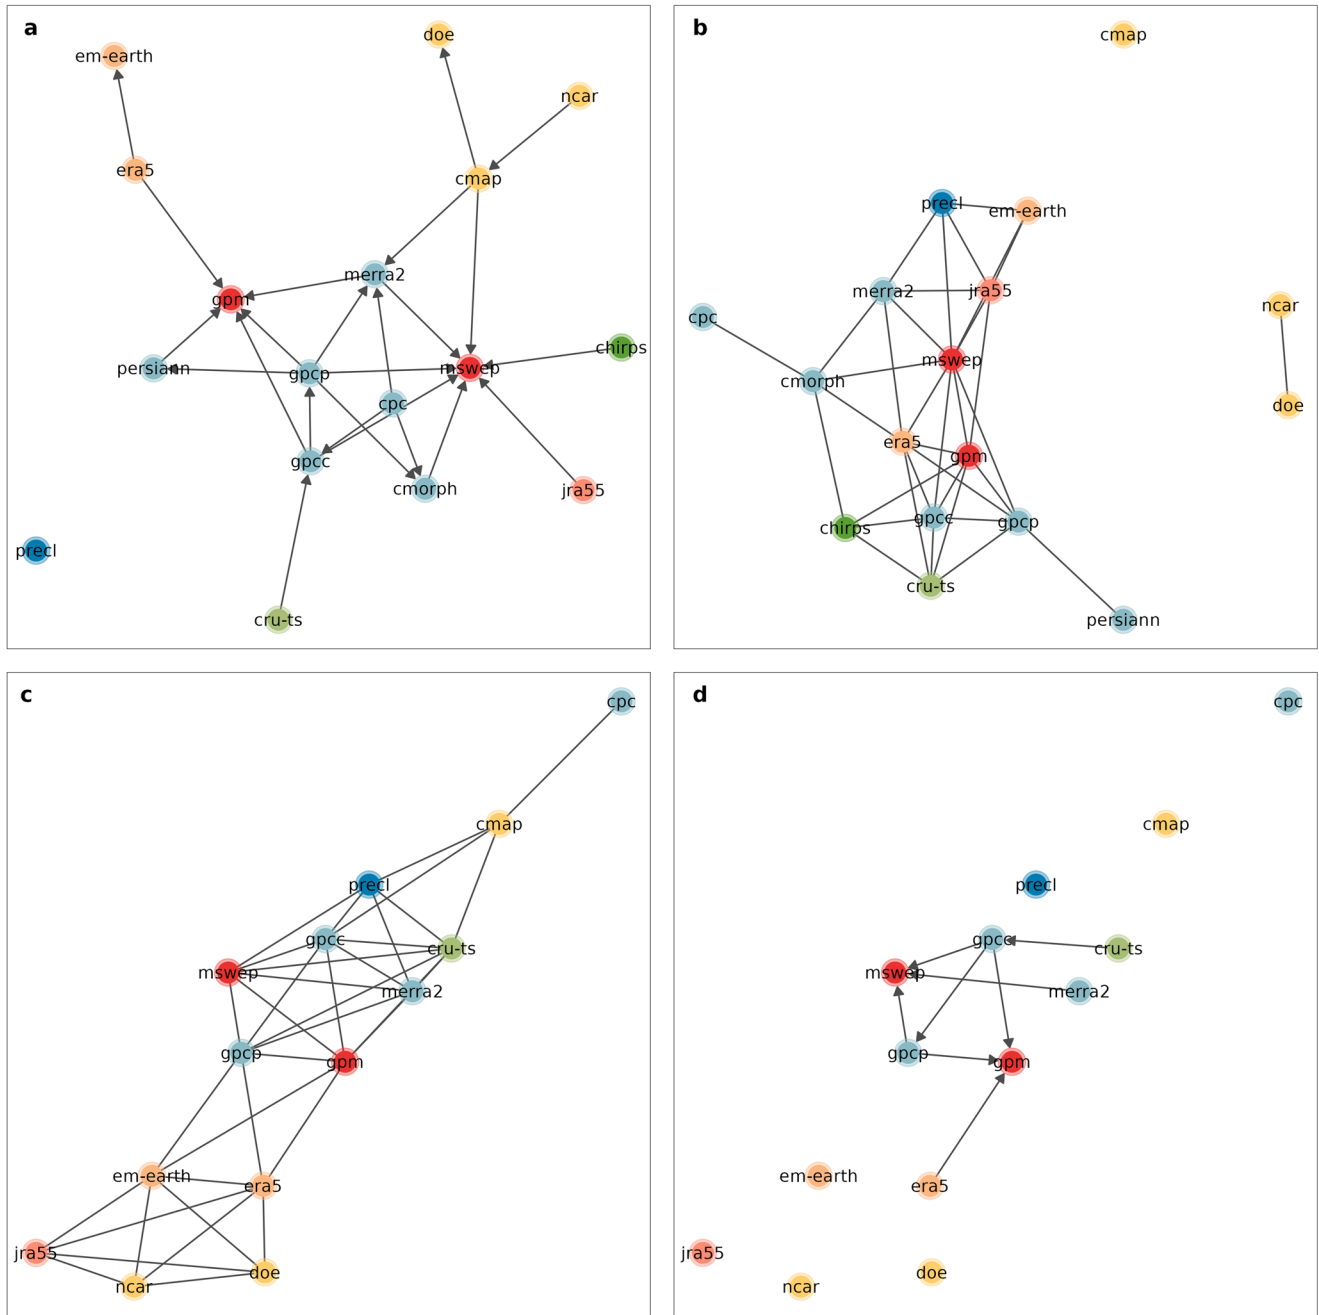 a
doe
em-earth
ncar
era5
cmap
merra2
gpm
chirps
persiann
gpcp
mswep
cpc
gpcc
cmorph
jra55
precl
cru-ts
b
cmap
precl
em-earth
merra2
jra55
ncar
cpc
mswep
cmorph
doe
era5
gpm
chirps
gpcc
gpcp
cru-ts
persiann
c
cpc
cmap
precl
gpcc
cru-ts
mswep
merra2
gpcp
gpm
em-earth
era5
jra55
doe
ncar
d
cpc
cmap
precl
gpcc
cru-ts
mswep
merra2
gpcp
gpm
em-earth
era5
jra55
doe
ncar